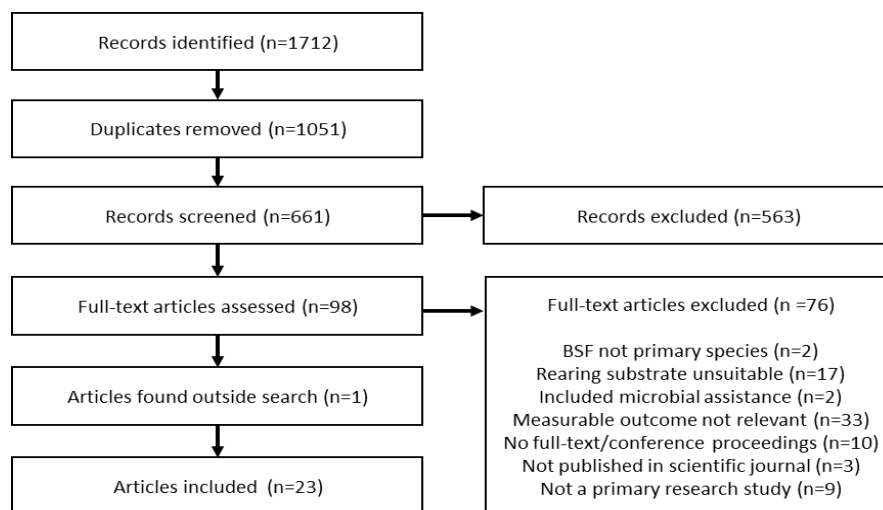 Records identified (n=1712)
Duplicates removed (n=1051)
Records screened (n=661)
Records excluded (n=563)
Full-text articles assessed (n=98)
Full-text articles excluded (n =76)
BSF not primary species (n=2)
Rearing substrate unsuitable (n=17)
Included microbial assistance (n=2)
Measurable outcome not relevant (n=33)
No full-text/conference proceedings (n=10)
Not published in scientific journal (n=3)
Not a primary research study (n=9)
Articles found outside search (n=1)
Articles included (n=23)